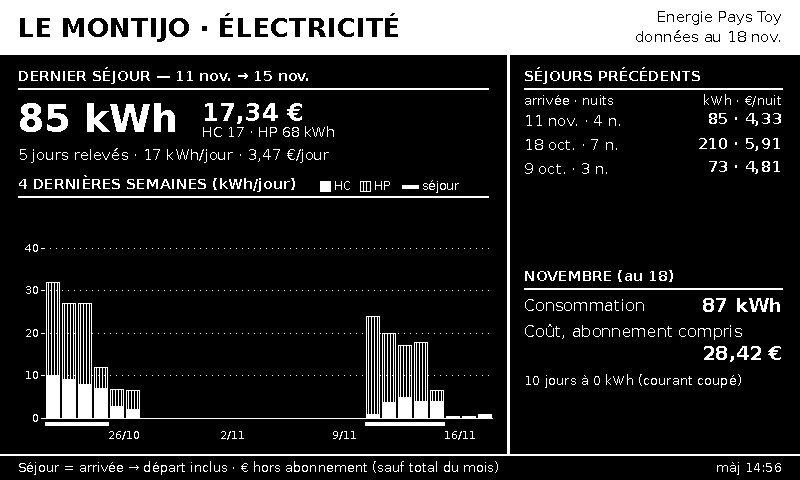 LE MONTIJO · ÉLECTRICITÉ
Energie Pays Toy
données au 18 nov.
DERNIER SÉJOUR — 11 nov. → 15 nov.
85 kWh
17,34 €
HC 17 · HP 68 kWh
5 jours relevés · 17 kWh/jour · 3,47 €/jour
4 DERNIÈRES SEMAINES (kWh/jour)
HC HP séjour
40
30
20
10
0
26/10 2/11 9/11 16/11
SÉJOURS PRÉCÉDENTS
arrivée · nuits kWh · €/nuit
11 nov. · 4 n. 85 · 4,33
18 oct. · 7 n. 210 · 5,91
9 oct. · 3 n. 73 · 4,81
NOVEMBRE (au 18)
Consommation 87 kWh
Coût, abonnement compris
28,42 €
10 jours à 0 kWh (courant coupé)
Séjour = arrivée → départ inclus · € hors abonnement (sauf total du mois)
màj 14:56